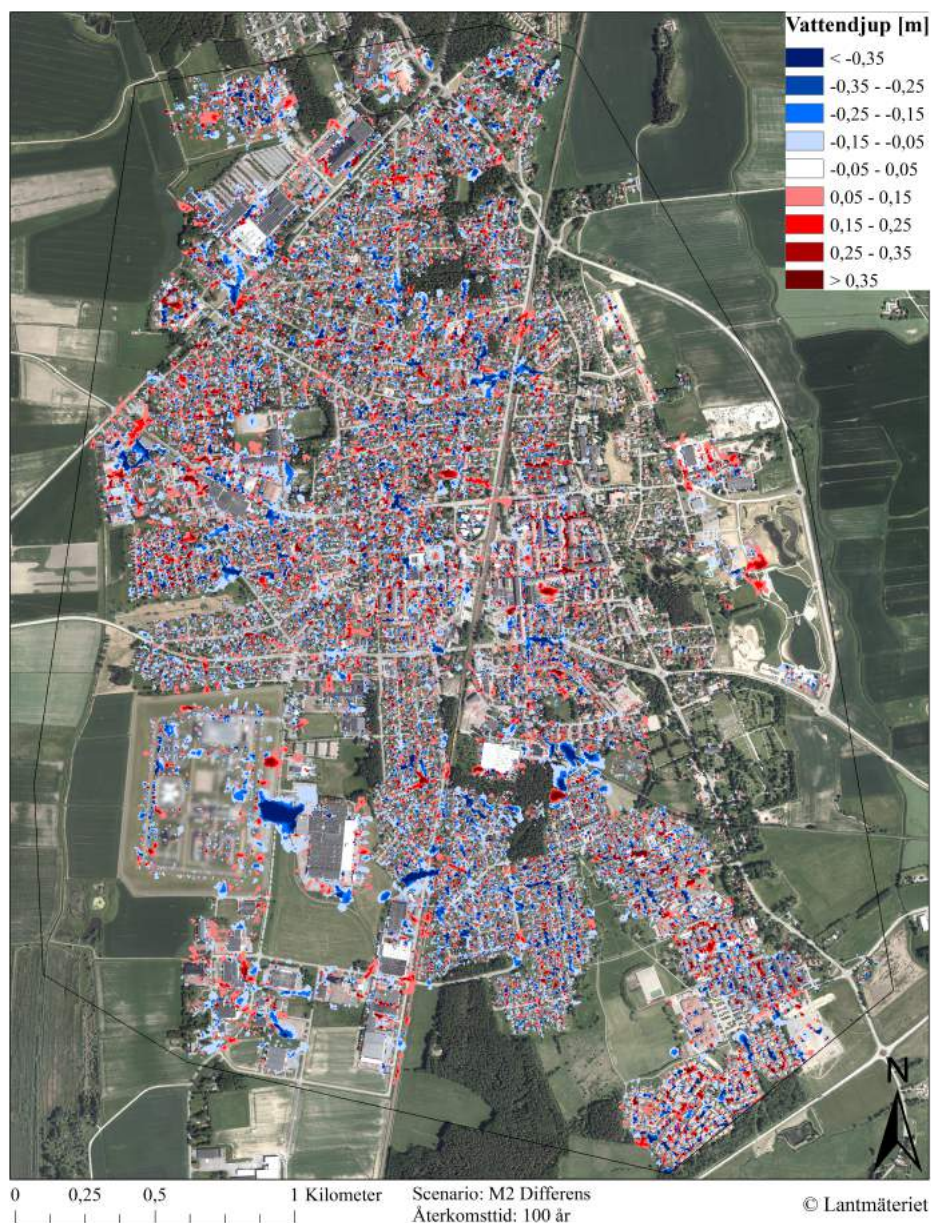 Vattendjup [m]
< -0,35
-0,35 - -0,25
-0,25 - -0,15
-0,15 - -0,05
-0,05 - 0,05
0,05 - 0,15
0,15 - 0,25
0,25 - 0,35
> 0,35
N
0 0,25 0,5 1 Kilometer
Scenario: M2 Differens
Återkomsttid: 100 år
© Lantmäteriet